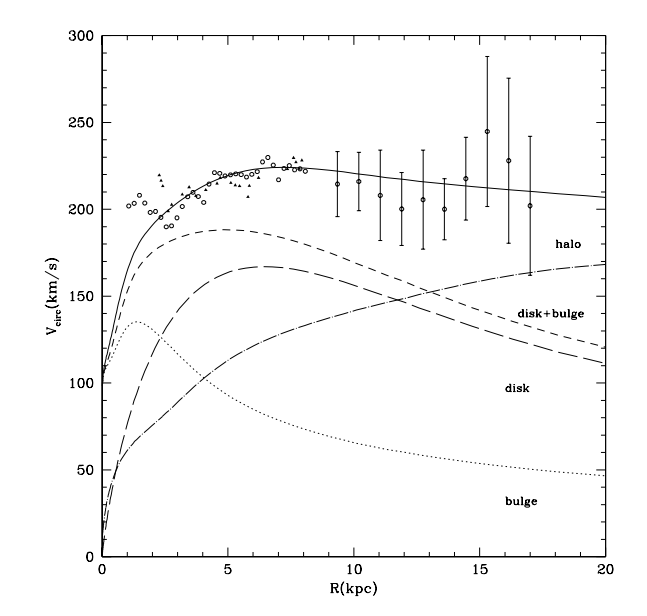 300
250
200
150
100
50
0
V_circ(km/s)
halo
disk+bulge
disk
bulge
0 5 10 15 20
R(kpc)